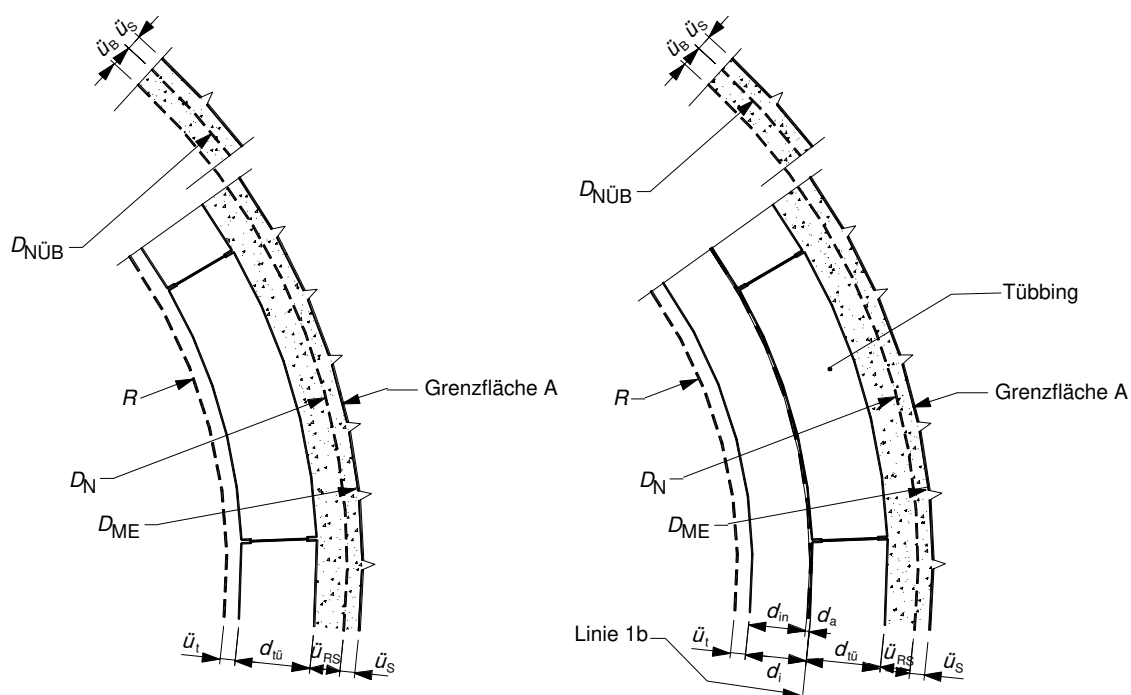 üB üS
DNÜB
R
Grenzfläche A
DN
DME
üt dtü üRS üS
üB üS
DNÜB
Tübbing
R
Grenzfläche A
DN
DME
din da
Linie 1b
üt di dtü üRS üS